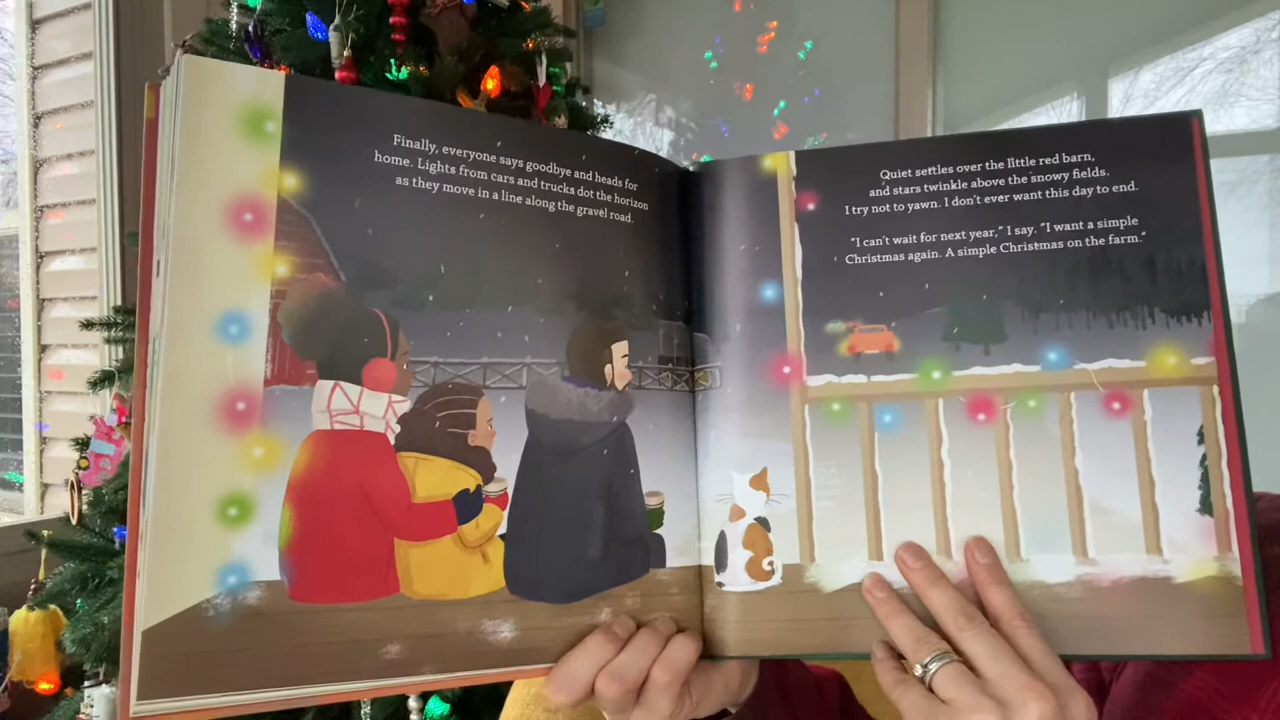 Finally, everyone says goodbye and heads for
home. Lights from cars and trucks dot the horizon
as they move in a line along the gravel road.
Quiet settles over the little red barn,
and stars twinkle above the snowy fields.
I try not to yawn. I don't ever want this day to end.
"I can't wait for next year," I say. "I want a simple
Christmas again. A simple Christmas on the farm."